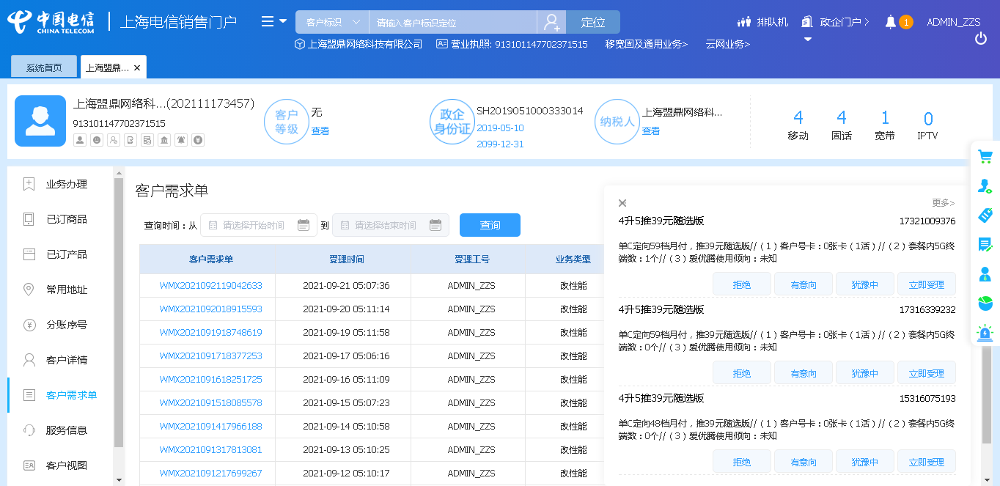 中国电信
CHINA TELECOM
上海电信销售门户
客户标识
请输入客户标识定位
定位
排队机
政企门户>
1
ADMIN_ZZS
上海盟鼎网络科技有限公司
营业执照: 913101147702371515
移宽固及通用业务>
云网业务>
系统首页
上海盟鼎... ×
上海盟鼎网络科...(202111173457)
913101147702371515
客户等级
无
查看
政企身份证
SH2019051000333014
2019-05-10
2099-12-31
纳税人
上海盟鼎网络科...
查看
4 移动
4 固话
1 宽带
0 IPTV
业务办理
已订商品
已订产品
常用地址
分账序号
客户详情
客户需求单
服务信息
客户视图
客户需求单
查询时间：从 请选择开始时间 到 请选择结束时间 查询
客户需求单 受理时间 受理工号 业务类型
WMX2021092119042633 2021-09-21 05:07:36 ADMIN_ZZS 改性能
WMX2021092018915593 2021-09-20 05:11:14 ADMIN_ZZS 改性能
WMX2021091918748619 2021-09-19 05:11:58 ADMIN_ZZS 改性能
WMX2021091718377253 2021-09-17 05:06:16 ADMIN_ZZS 改性能
WMX2021091618251725 2021-09-16 05:11:09 ADMIN_ZZS 改性能
WMX2021091518085578 2021-09-15 05:07:23 ADMIN_ZZS 改性能
WMX2021091417966188 2021-09-14 05:10:58 ADMIN_ZZS 改性能
WMX2021091317813081 2021-09-13 05:10:25 ADMIN_ZZS 改性能
WMX2021091217699267 2021-09-12 05:10:17 ADMIN_ZZS 改性能
× 更多>
4升5推39元随选版 17321009376
单C定向59档月付，推39元随选版//（1）客户号卡：0张卡（1活）//（2）套餐内5G终
端数：1个//（3）爱优腾使用倾向：未知
拒绝 有意向 犹豫中 立即受理
4升5推39元随选版 17316339232
单C定向59档月付，推39元随选版//（1）客户号卡：0张卡（1活）//（2）套餐内5G终
端数：0个//（3）爱优腾使用倾向：未知
拒绝 有意向 犹豫中 立即受理
4升5推39元随选版 15316075193
单C定向48档月付，推39元随选版//（1）客户号卡：0张卡（1活）//（2）套餐内5G终
端数：0个//（3）爱优腾使用倾向：未知
拒绝 有意向 犹豫中 立即受理